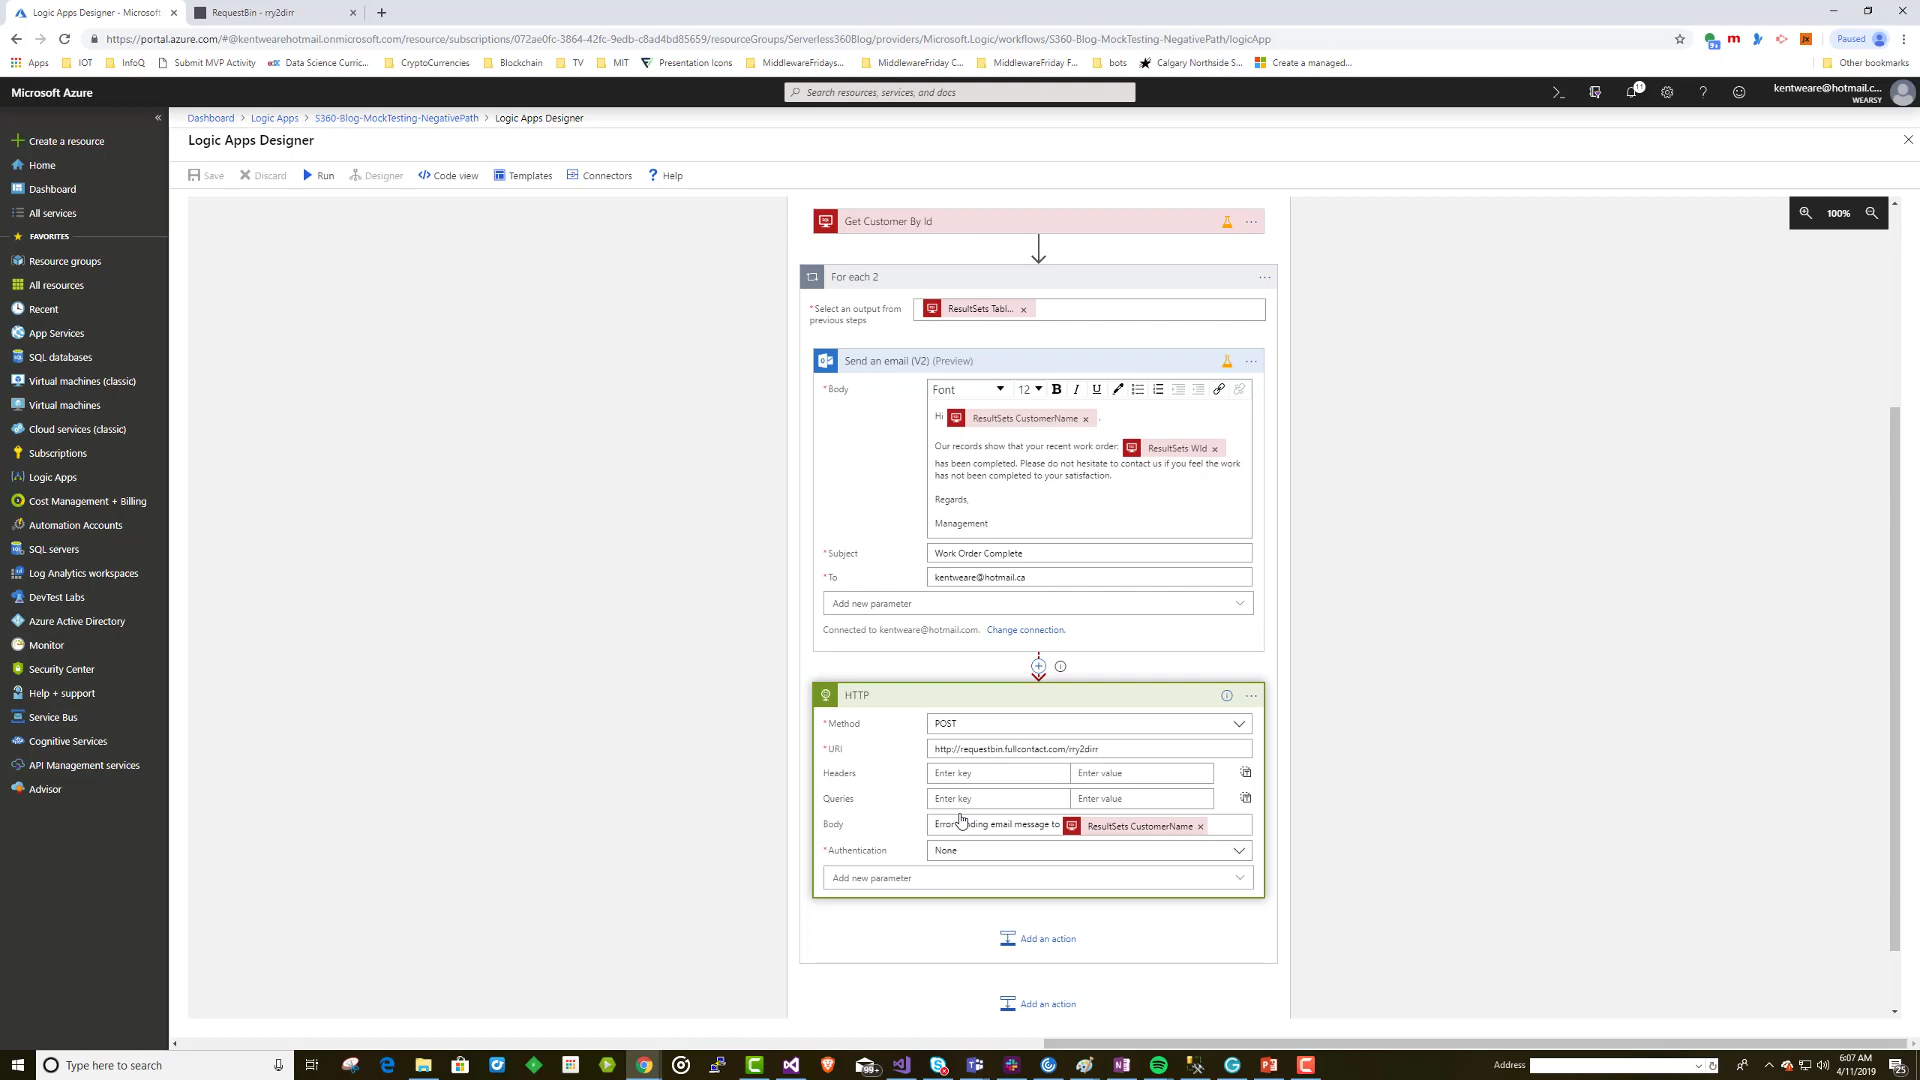 Logic Apps Designer - Microsoft
RequestBin - rry2dirr
https://portal.azure.com/#@kentwearehotmail.onmicrosoft.com/resource/subscriptions/072ae0fc-3864-42fc-9edb-c8ad4bd85659/resourceGroups/Serverless360Blog/providers/Microsoft.Logic/workflows/S360-Blog-MockTesting-NegativePath/logicApp
Paused
Apps IOT InfoQ Submit MVP Activity Data Science Curric... CryptoCurrencies Blockchain TV MIT Presentation Icons MiddlewareFridays... MiddlewareFriday C... MiddlewareFriday F... bots Calgary Northside S... Create a managed... Other bookmarks
Microsoft Azure
Search resources, services, and docs
11
kentweare@hotmail.c...
WEARSY
Create a resource
Home
Dashboard
All services
FAVORITES
Resource groups
All resources
Recent
App Services
SQL databases
Virtual machines (classic)
Virtual machines
Cloud services (classic)
Subscriptions
Logic Apps
Cost Management + Billing
Automation Accounts
SQL servers
Log Analytics workspaces
DevTest Labs
Azure Active Directory
Monitor
Security Center
Help + support
Service Bus
Cognitive Services
API Management services
Advisor
Dashboard > Logic Apps > S360-Blog-MockTesting-NegativePath > Logic Apps Designer
Logic Apps Designer
Save Discard Run Designer Code view Templates Connectors Help
100%
Get Customer By Id
For each 2
*Select an output from
previous steps
ResultSets Tabl... x
Send an email (V2) (Preview)
*Body
Font 12 B I U
Hi ResultSets CustomerName x ,
Our records show that your recent work order: ResultSets WId x
has been completed. Please do not hesitate to contact us if you feel the work
has not been completed to your satisfaction.
Regards,
Management
*Subject Work Order Complete
*To kentweare@hotmail.ca
Add new parameter
Connected to kentweare@hotmail.com. Change connection.
HTTP
*Method POST
*URI http://requestbin.fullcontact.com/rry2dirr
Headers Enter key Enter value
Queries Enter key Enter value
Body Error email message to ResultSets CustomerName x
*Authentication None
Add new parameter
Add an action
Add an action
Type here to search
99+
Address
6:07 AM
4/11/2019
25